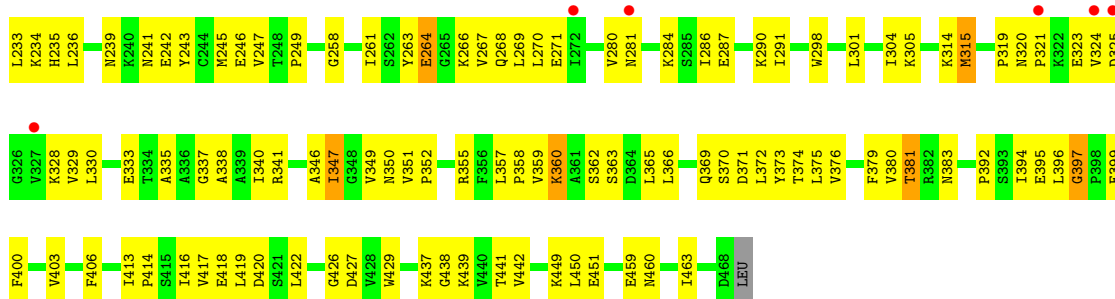 L233 K234 H235 L236 N239 K240 N241 E242 Y243 C244 M245 E246 V247 T248 P249 G258 I261 S262 Y263 E264 G265 K266 V267 Q268 L269 L270 E271 I272 V280 N281 K284 S285 I286 E287 K290 I291 W298 L301 I304 K305 K314 M315 P319 N320 P321 K322 E323 V324 D325
G326 V327 K328 V329 L330 E333 T334 A335 A336 G337 A338 A339 I340 R341 A346 I347 G348 V349 N350 V351 P352 R355 F356 L357 P358 V359 K360 A361 S362 S363 D364 L365 L366 Q369 S370 D371 L372 Y373 T374 L375 V376 F379 V380 T381 R382 N383 P392 S393 I394 E395 L396 G397 P398
F400 V403 F406 I413 P414 S415 I416 V417 E418 L419 D420 S421 L422 G426 D427 V428 W429 K437 G438 K439 V440 T441 V442 K449 L450 E451 E459 N460 I463 D468 LEU